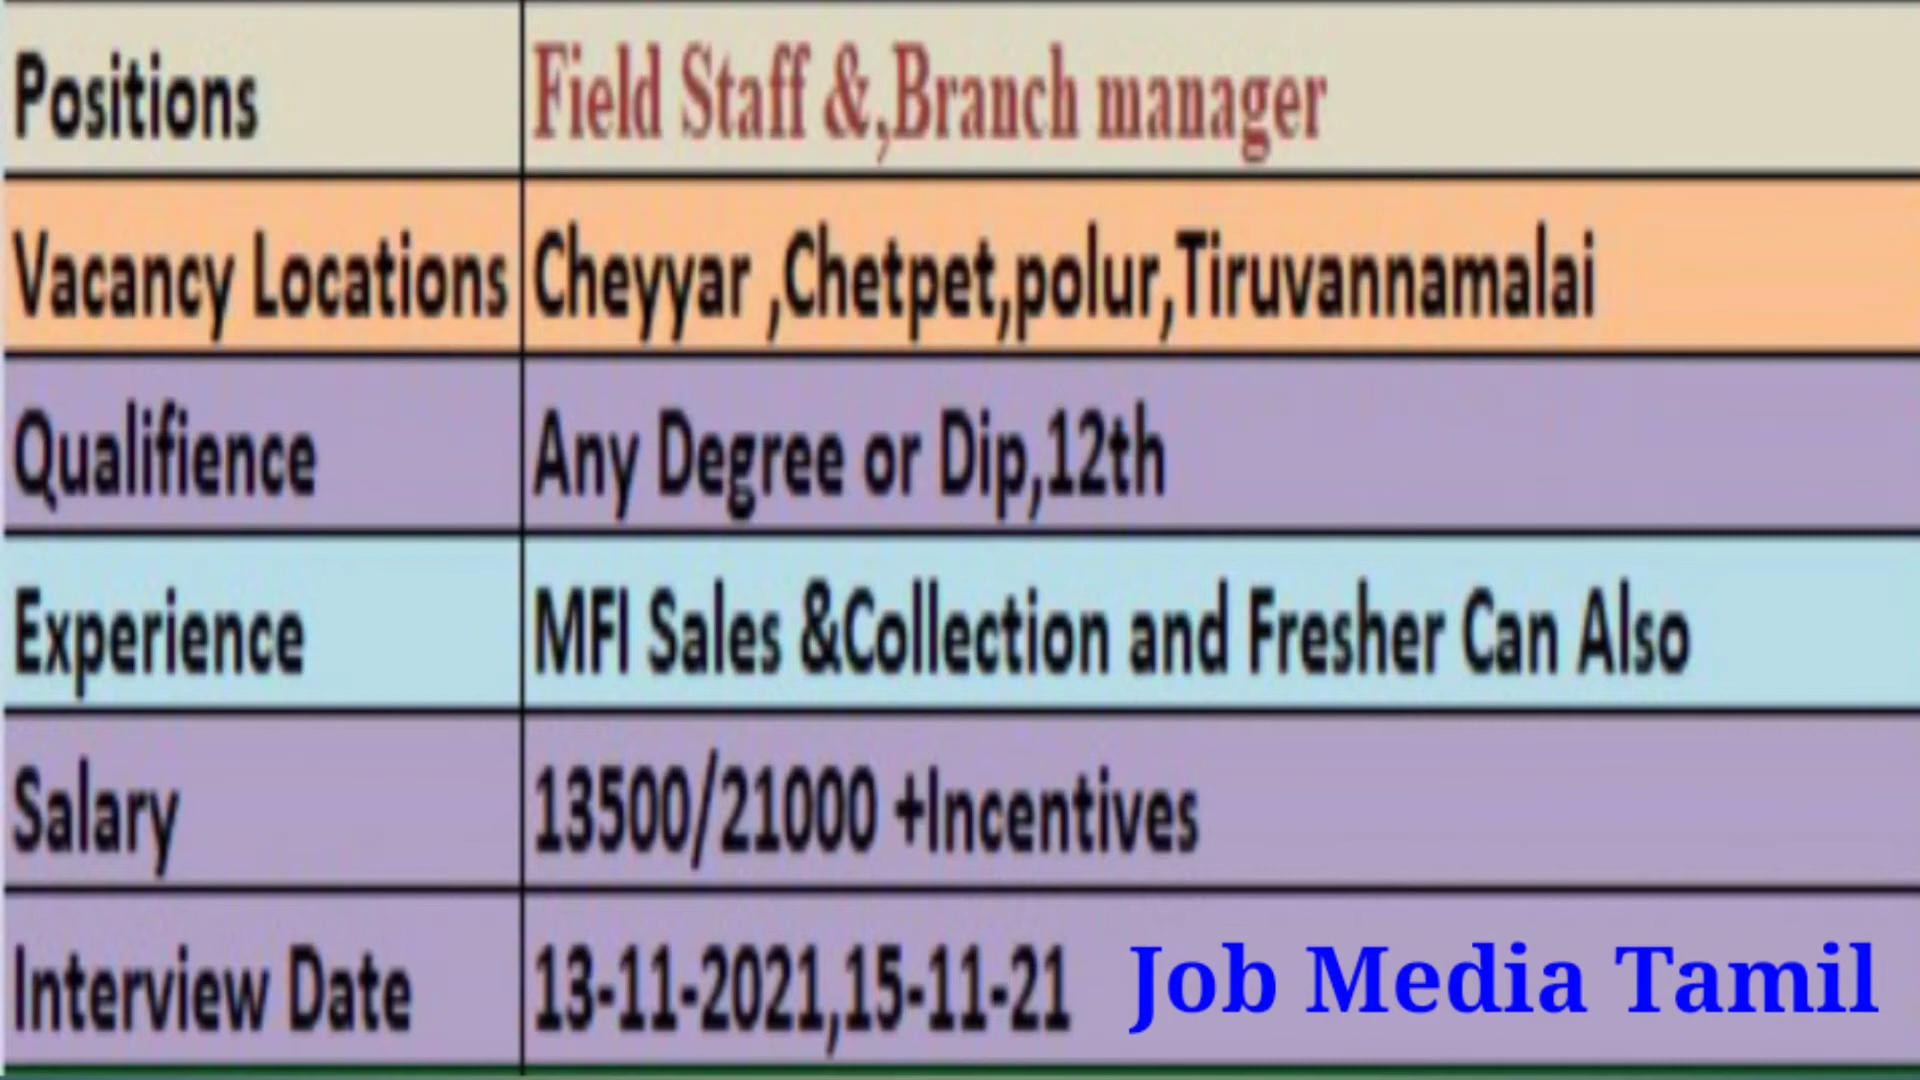 Positions Field Staff &,Branch manager
Vacancy Locations Cheyyar ,Chetpet,polur,Tiruvannamalai
Qualifience Any Degree or Dip,12th
Experience MFI Sales &Collection and Fresher Can Also
Salary 13500/21000 +Incentives
Interview Date 13-11-2021,15-11-21 Job Media Tamil